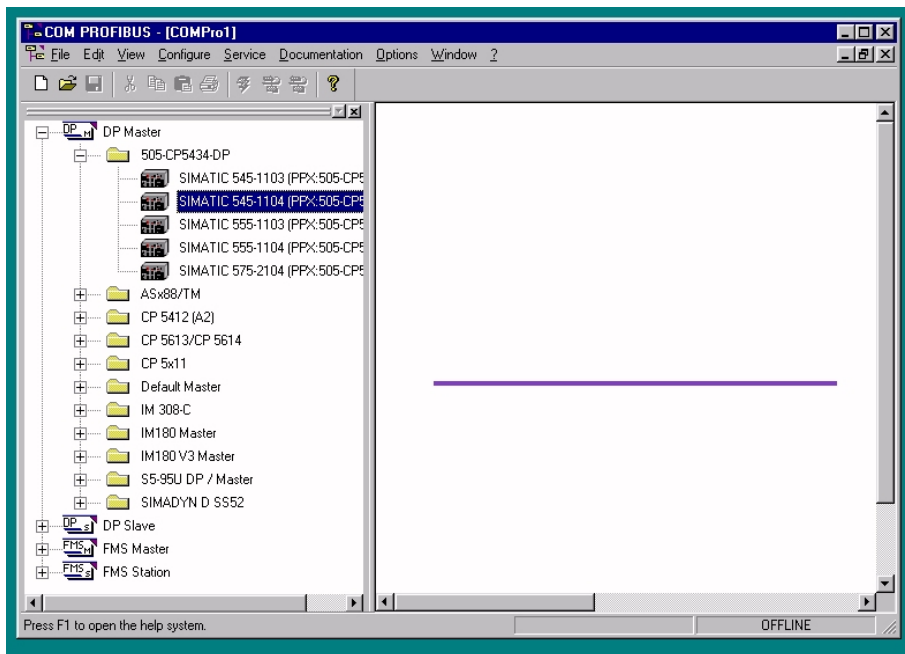 COM PROFIBUS - [COMPro1]
File Edit View Configure Service Documentation Options Window ?
DP M DP Master
505-CP5434-DP
SIMATIC 545-1103 (PPX:505-CP5
SIMATIC 545-1104 (PPX:505-CP5
SIMATIC 555-1103 (PPX:505-CP5
SIMATIC 555-1104 (PPX:505-CP5
SIMATIC 575-2104 (PPX:505-CP5
ASx88/TM
CP 5412 (A2)
CP 5613/CP 5614
CP 5x11
Default Master
IM 308-C
IM180 Master
IM180 V3 Master
S5-95U DP / Master
SIMADYN D SS52
DP S DP Slave
FMS M FMS Master
FMS S FMS Station
Press F1 to open the help system.
OFFLINE